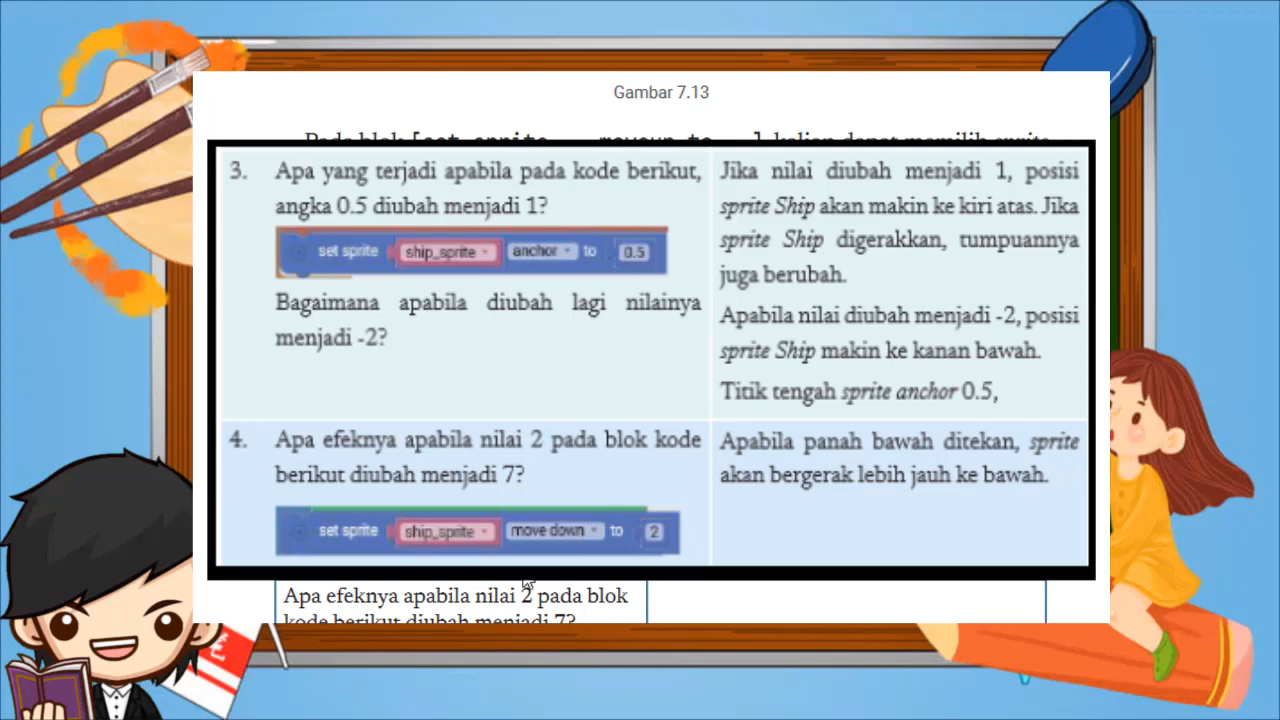 Gambar 7.13
3. Apa yang terjadi apabila pada kode berikut,
angka 0.5 diubah menjadi 1?
set sprite ship_sprite anchor to 0.5
Bagaimana apabila diubah lagi nilainya
menjadi -2?
Jika nilai diubah menjadi 1, posisi
sprite Ship akan makin ke kiri atas. Jika
sprite Ship digerakkan, tumpuannya
juga berubah.
Apabila nilai diubah menjadi -2, posisi
sprite Ship makin ke kanan bawah.
Titik tengah sprite anchor 0.5,
4. Apa efeknya apabila nilai 2 pada blok kode
berikut diubah menjadi 7?
set sprite ship_sprite move down to 2
Apabila panah bawah ditekan, sprite
akan bergerak lebih jauh ke bawah.
Apa efeknya apabila nilai 2 pada blok
kode berikut diubah menjadi 7?